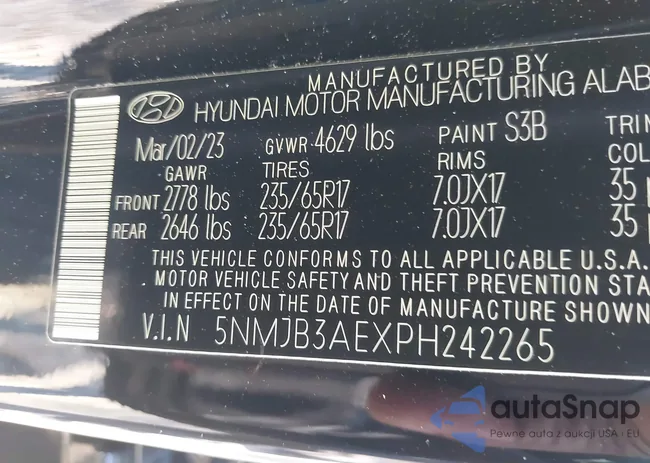 MANUFACTURED BY
HYUNDAI MOTOR MANUFACTURING ALAB
Mar/02/23 GVWR 4629 lbs PAINT S3B TRIM
GAWR TIRES RIMS COL
FRONT 2778 lbs 235/65R17 7.0JX17 35
REAR 2646 lbs 235/65R17 7.0JX17 35
THIS VEHICLE CONFORMS TO ALL APPLICABLE U.S.A.
MOTOR VEHICLE SAFETY AND THEFT PREVENTION STA
IN EFFECT ON THE DATE OF MANUFACTURE SHOWN
V.I.N 5NMJB3AEXPH242265
autaSnap
Pewne auta z aukcji USA - EU